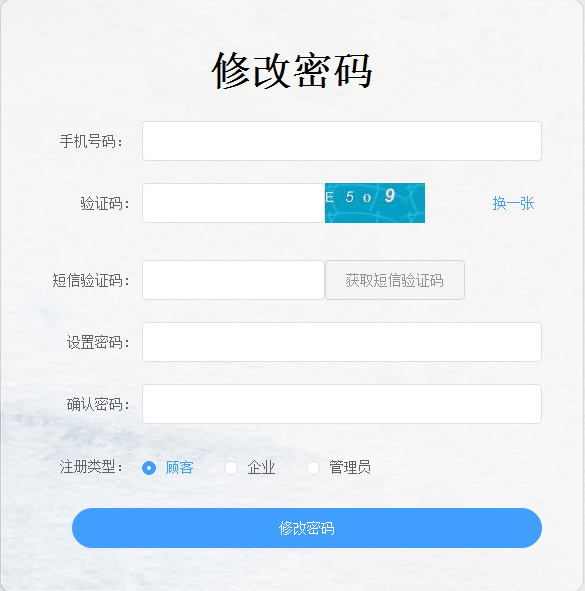 修改密码
手机号码：
验证码：
E 5 0 9
换一张
短信验证码：
获取短信验证码
设置密码：
确认密码：
注册类型：
顾客
企业
管理员
修改密码